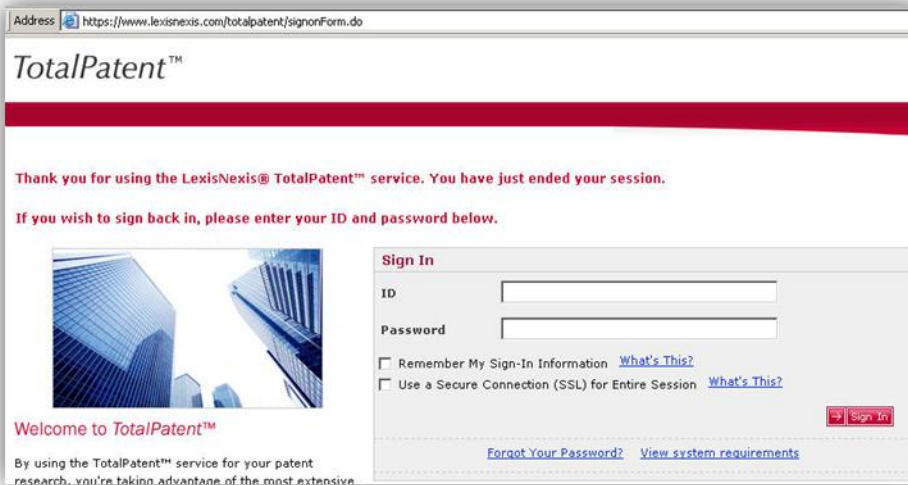 Address https://www.lexisnexis.com/totalpatent/signonForm.do
TotalPatent™
Thank you for using the LexisNexis® TotalPatent™ service. You have just ended your session.
If you wish to sign back in, please enter your ID and password below.
Sign In
ID
Password
Remember My Sign-In Information What's This?
Use a Secure Connection (SSL) for Entire Session What's This?
Sign In
Forgot Your Password? View system requirements
Welcome to TotalPatent™
By using the TotalPatent™ service for your patent
research, you're taking advantage of the most extensive